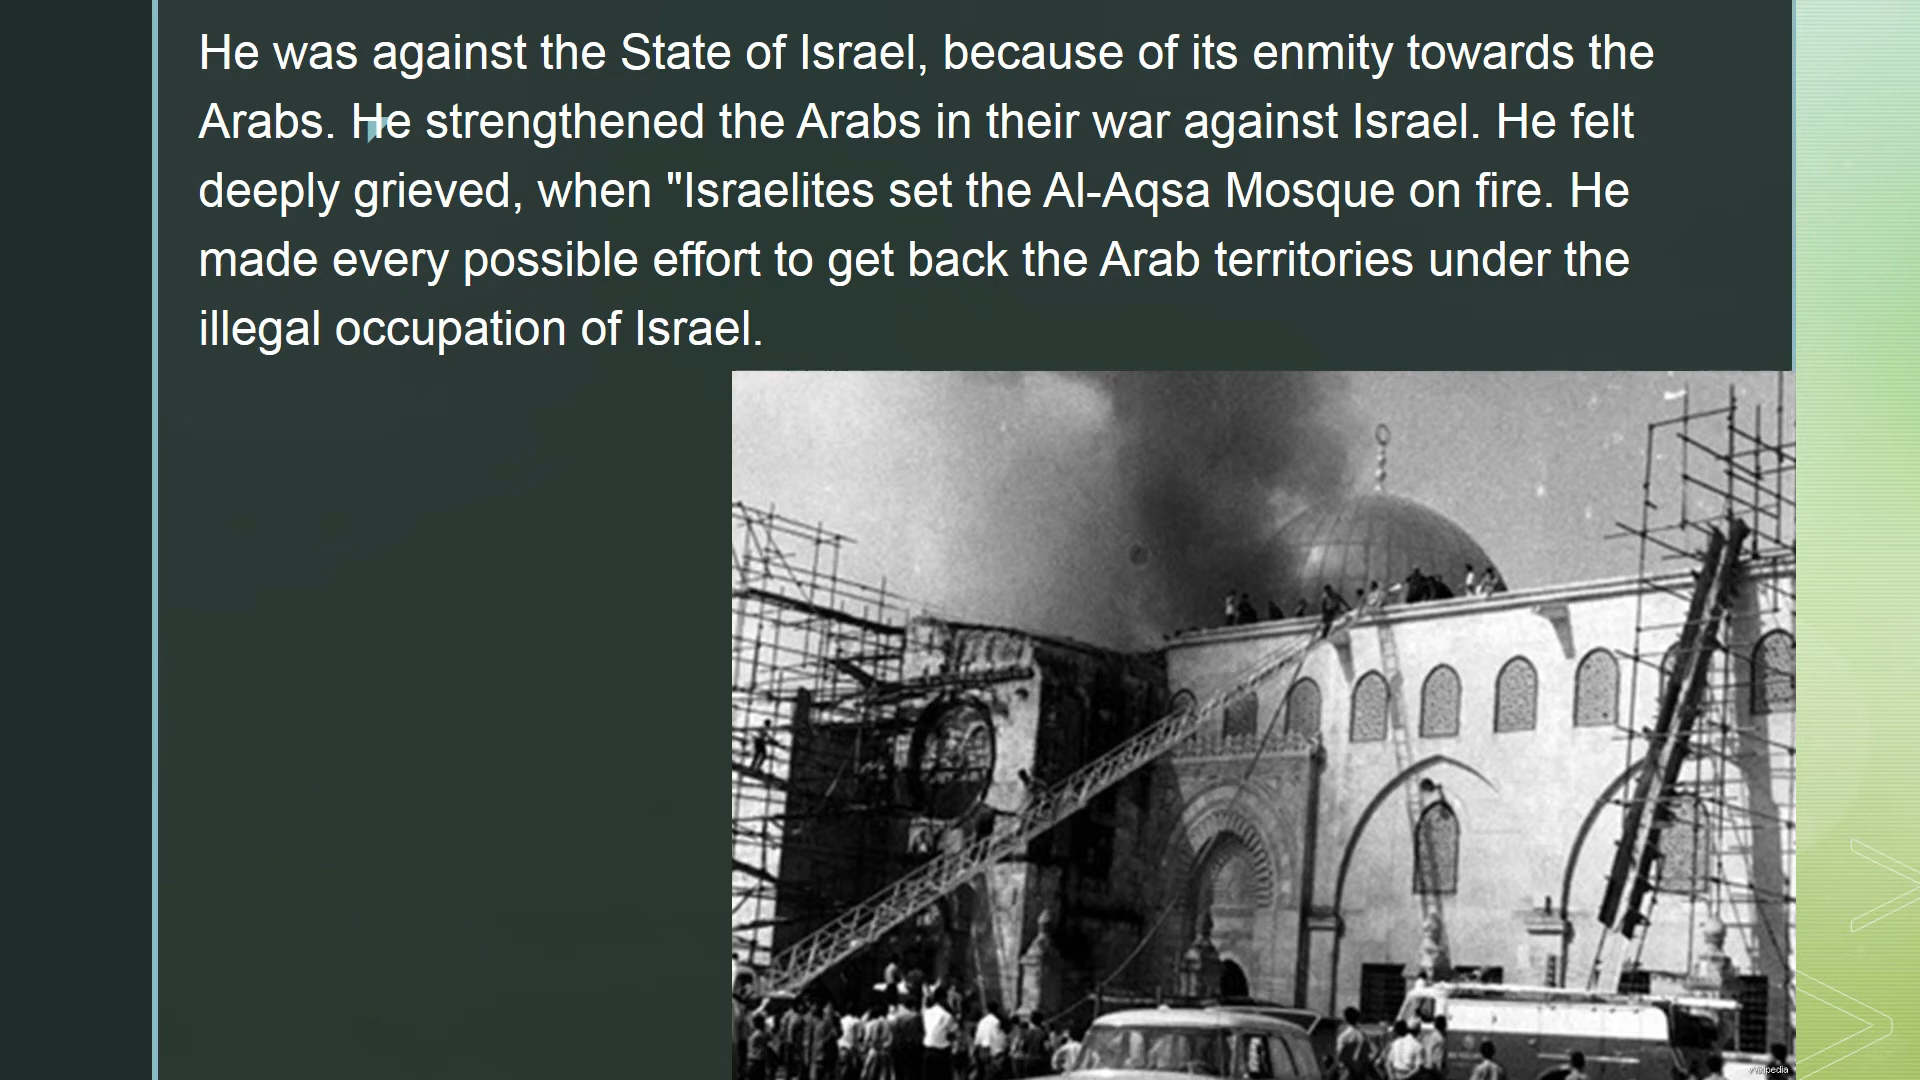 He was against the State of Israel, because of its enmity towards the
Arabs. He strengthened the Arabs in their war against Israel. He felt
deeply grieved, when "Israelites set the Al-Aqsa Mosque on fire. He
made every possible effort to get back the Arab territories under the
illegal occupation of Israel.